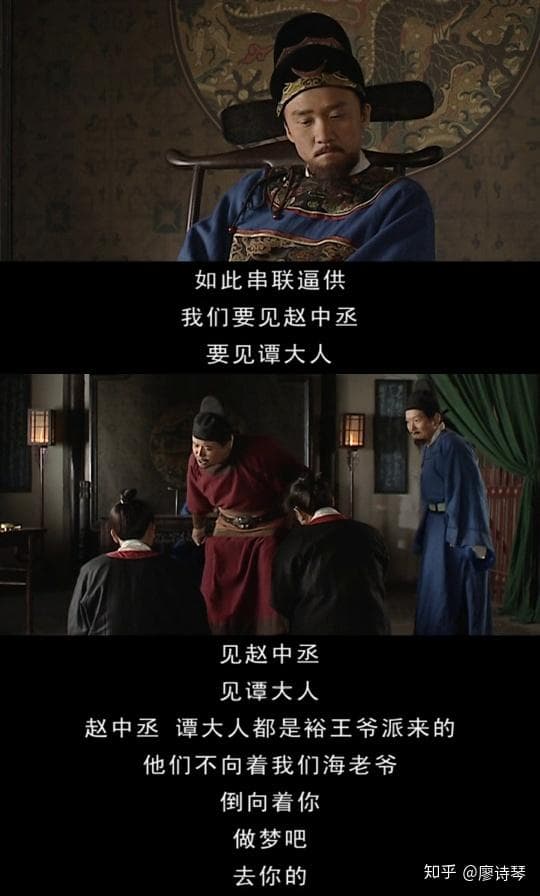 如此串联逼供
我们要见赵中丞
要见谭大人
见赵中丞
见谭大人
赵中丞 谭大人都是裕王爷派来的
他们不向着我们海老爷
倒向着你
做梦吧
去你的
知乎 @廖诗琴